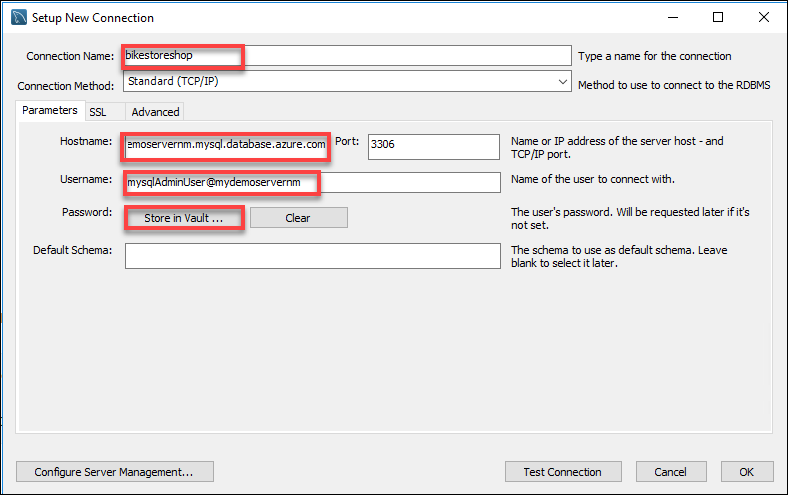 Setup New Connection
Connection Name: bikestoreshop Type a name for the connection
Connection Method: Standard (TCP/IP) Method to use to connect to the RDBMS
Parameters SSL Advanced
Hostname: emoservernm.mysql.database.azure.com Port: 3306 Name or IP address of the server host - and
TCP/IP port.
Username: mysqlAdminUser@mydemoservernm Name of the user to connect with.
Password: Store in Vault ... Clear The user's password. Will be requested later if it's
not set.
Default Schema: The schema to use as default schema. Leave
blank to select it later.
Configure Server Management... Test Connection Cancel OK